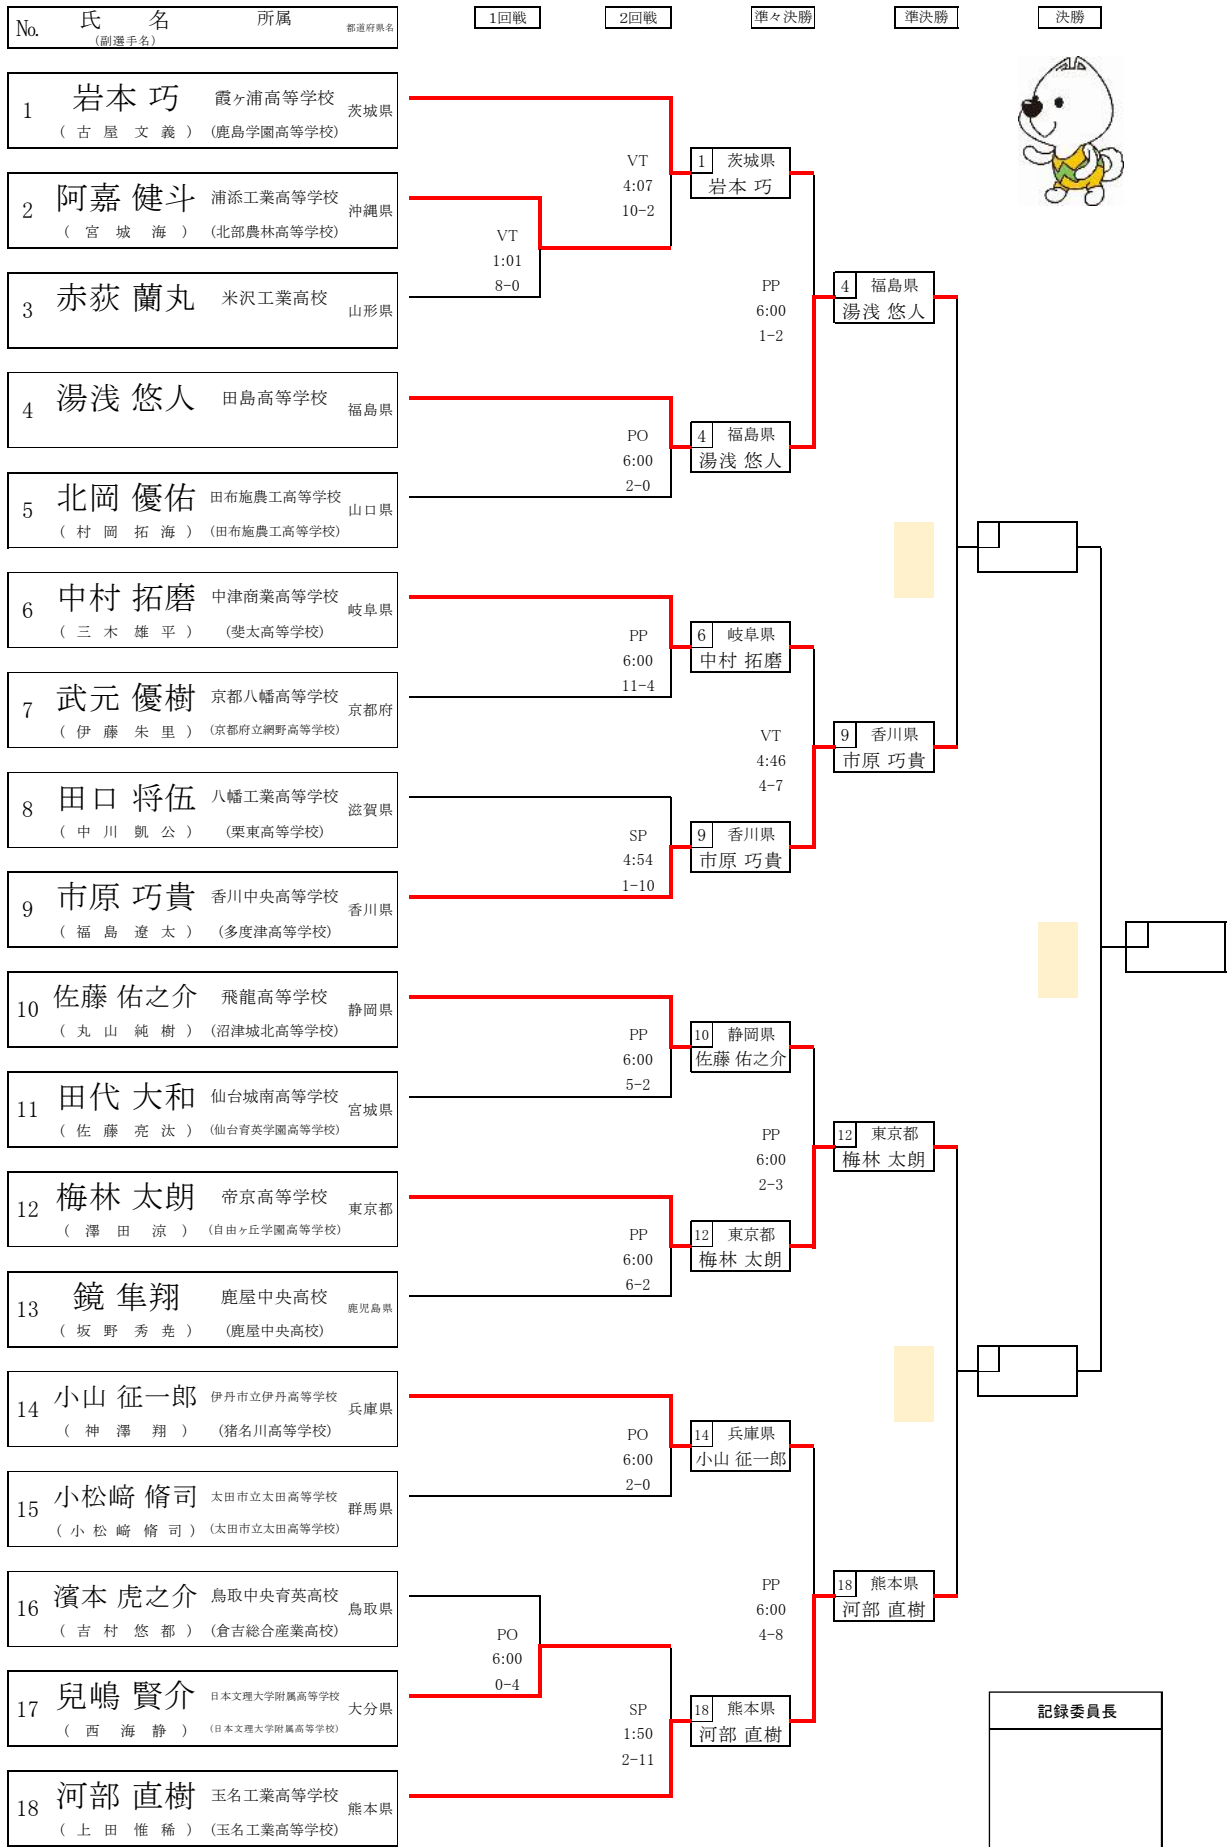 No. 氏 名 所属 都道府県名 1回戦 2回戦 準々決勝 準決勝 決勝
(副選手名)
1 岩本 巧 霞ヶ浦高等学校 茨城県
( 古 屋 文 義 ) (鹿島学園高等学校)
2 阿嘉 健斗 浦添工業高等学校 沖縄県
( 宮 城 海 ) (北部農林高等学校)
3 赤荻 蘭丸 米沢工業高校 山形県
4 湯浅 悠人 田島高等学校 福島県
5 北岡 優佑 田布施農工高等学校 山口県
( 村 岡 拓 海 ) (田布施農工高等学校)
6 中村 拓磨 中津商業高等学校 岐阜県
( 三 木 雄 平 ) (斐太高等学校)
7 武元 優樹 京都八幡高等学校 京都府
( 伊 藤 朱 里 ) (京都府立網野高等学校)
8 田口 将伍 八幡工業高等学校 滋賀県
( 中 川 凱 公 ) (栗東高等学校)
9 市原 巧貴 香川中央高等学校 香川県
( 福 島 遼 太 ) (多度津高等学校)
10 佐藤 佑之介 飛龍高等学校 静岡県
( 丸 山 純 樹 ) (沼津城北高等学校)
11 田代 大和 仙台城南高等学校 宮城県
( 佐 藤 亮 汰 ) (仙台育英学園高等学校)
12 梅林 太朗 帝京高等学校 東京都
( 澤 田 涼 ) (自由ヶ丘学園高等学校)
13 鏡 隼翔 鹿屋中央高校 鹿児島県
( 坂 野 秀 尭 ) (鹿屋中央高校)
14 小山 征一郎 伊丹市立伊丹高等学校 兵庫県
( 神 澤 翔 ) (猪名川高等学校)
15 小松﨑 脩司 太田市立太田高等学校 群馬県
( 小 松 﨑 脩 司 ) (太田市立太田高等学校)
16 濱本 虎之介 鳥取中央育英高校 鳥取県
( 吉 村 悠 都 ) (倉吉総合産業高校)
17 兒嶋 賢介 日本文理大学附属高等学校 大分県
( 西 海 静 ) (日本文理大学附属高等学校)
18 河部 直樹 玉名工業高等学校 熊本県
( 上 田 惟 稀 ) (玉名工業高等学校)
VT
1:01
8-0
PO
6:00
0-4
VT
4:07
10-2
PO
6:00
2-0
PP
6:00
11-4
SP
4:54
1-10
PP
6:00
5-2
PP
6:00
6-2
PO
6:00
2-0
SP
1:50
2-11
1 茨城県
岩本 巧
4 福島県
湯浅 悠人
6 岐阜県
中村 拓磨
9 香川県
市原 巧貴
10 静岡県
佐藤 佑之介
12 東京都
梅林 太朗
14 兵庫県
小山 征一郎
18 熊本県
河部 直樹
PP
6:00
1-2
VT
4:46
4-7
PP
6:00
2-3
PP
6:00
4-8
4 福島県
湯浅 悠人
9 香川県
市原 巧貴
12 東京都
梅林 太朗
18 熊本県
河部 直樹
記録委員長